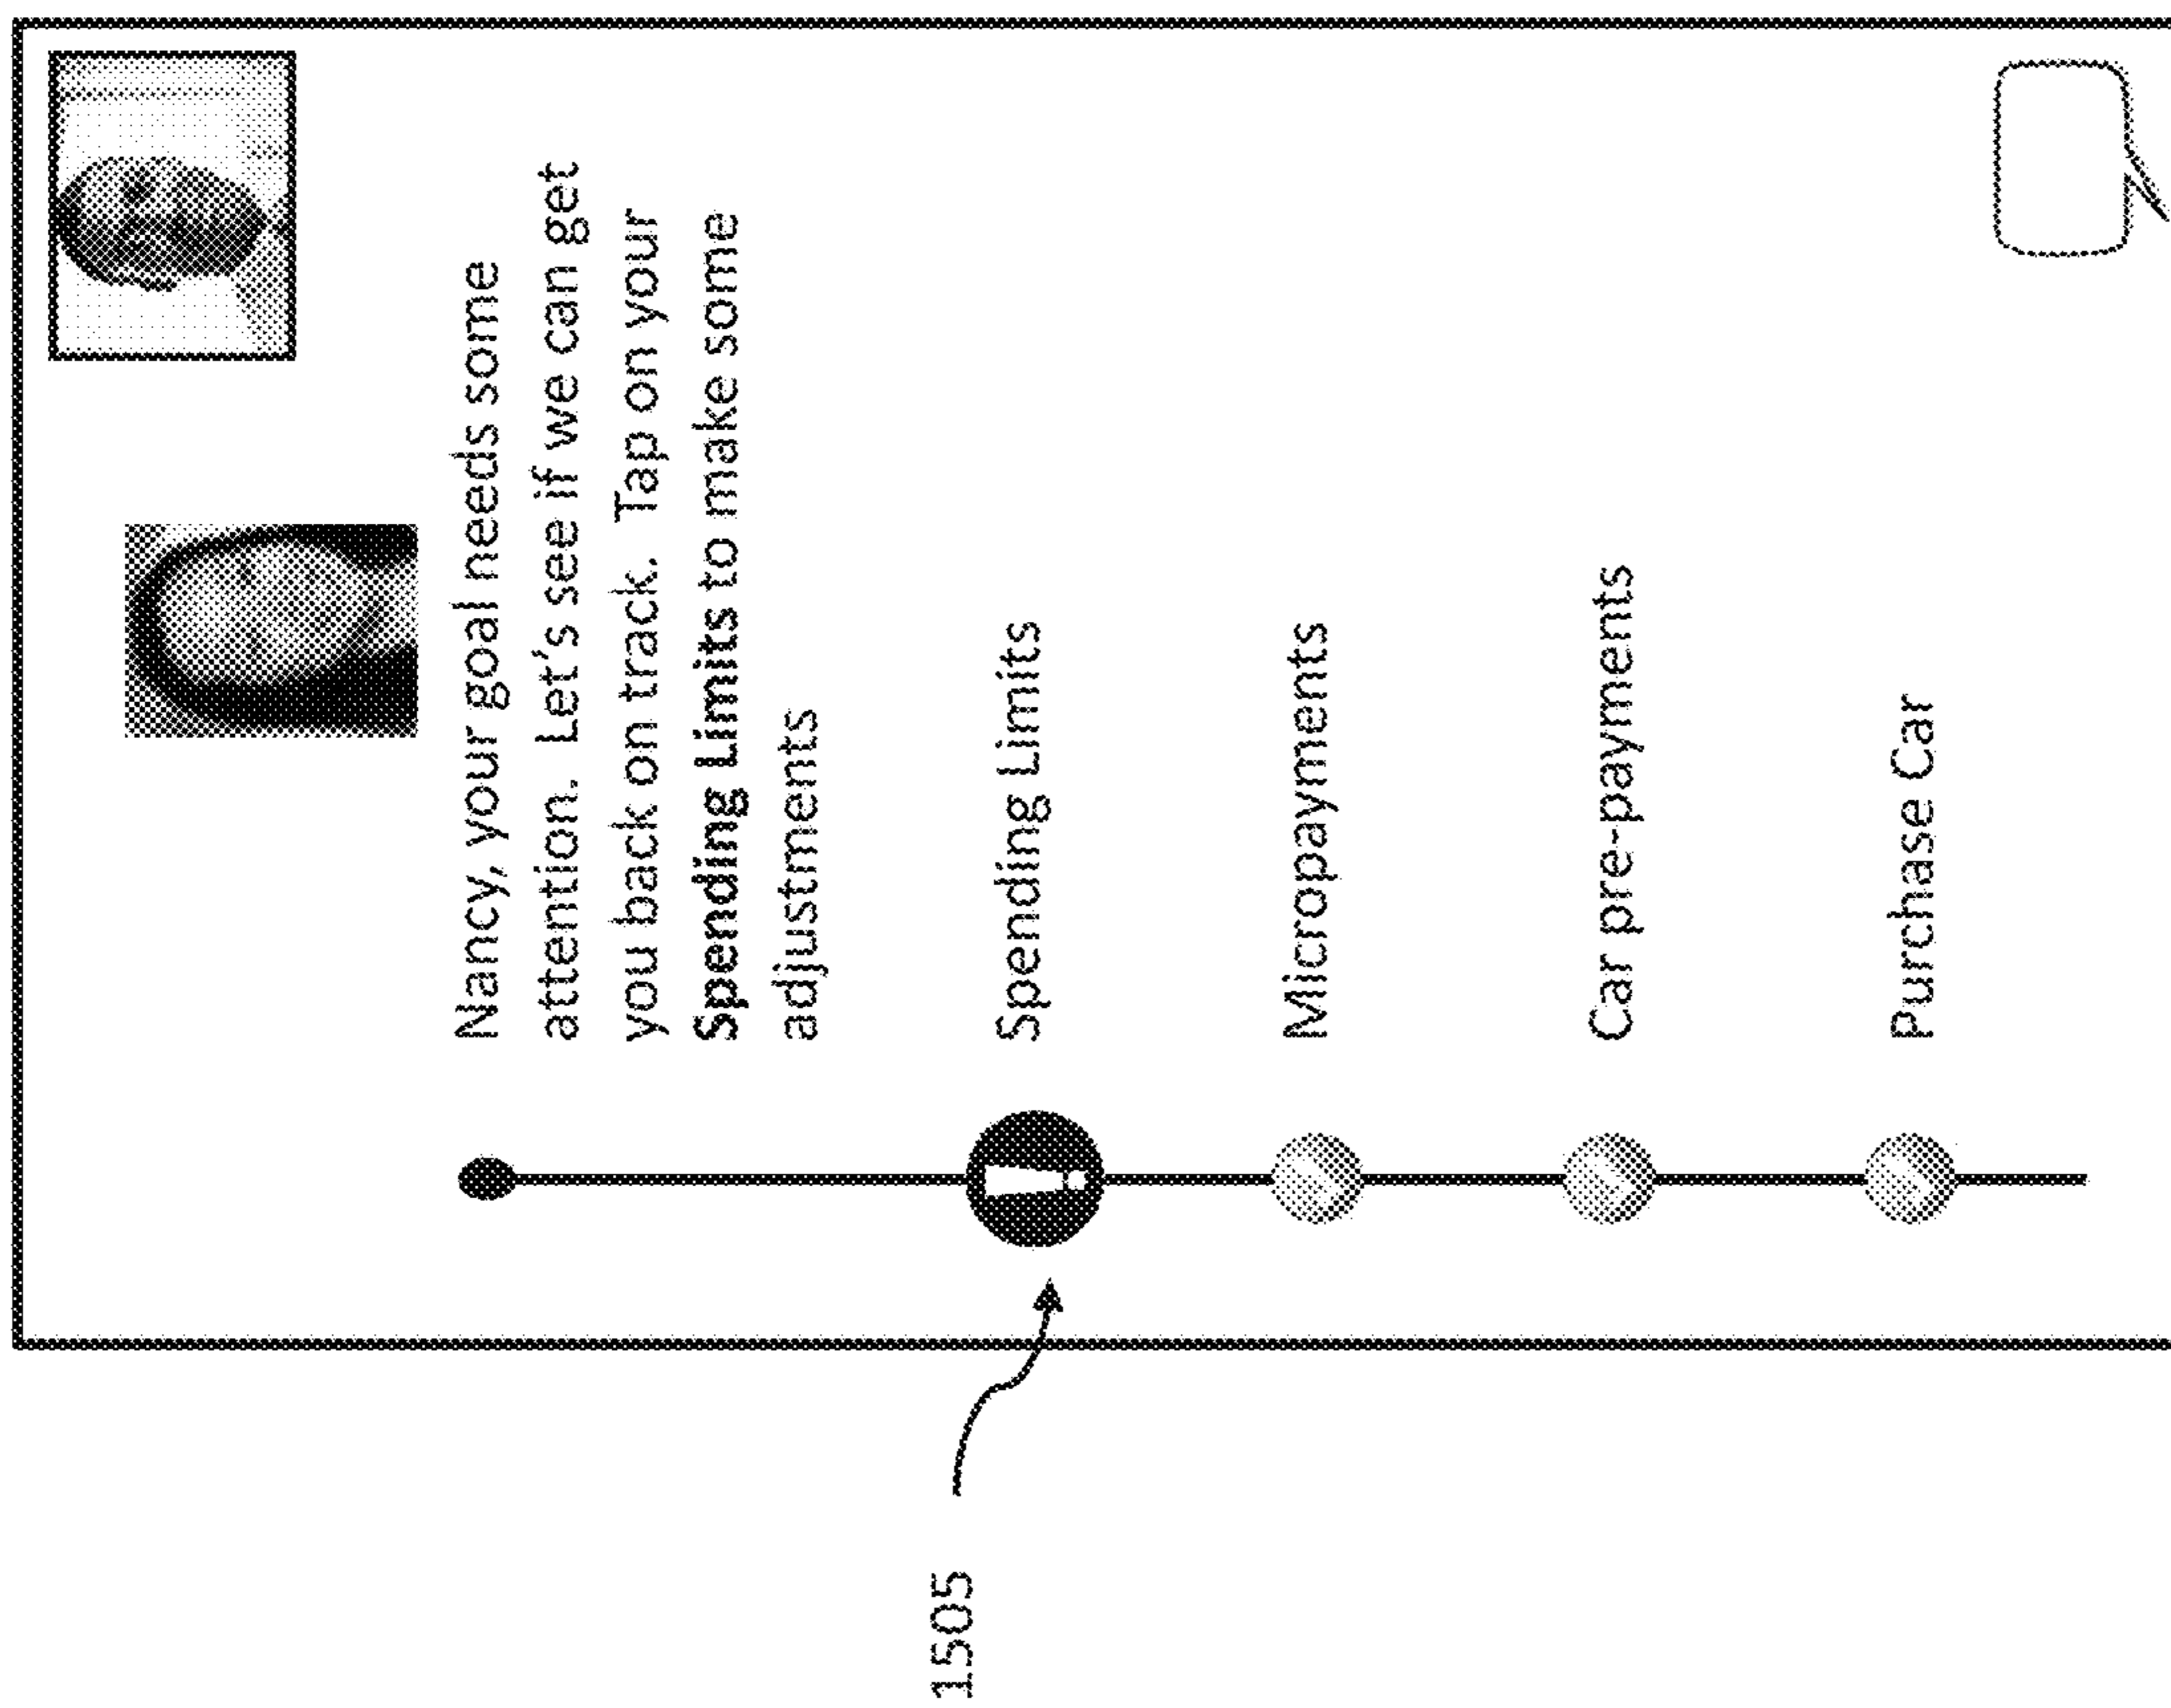 Nancy, your goal needs some
attention. Let's see if we can get
you back on track. Tap on your
Spending Limits to make some
adjustments
Spending Limits
Micropayments
Car pre-payments
Purchase Car
1505